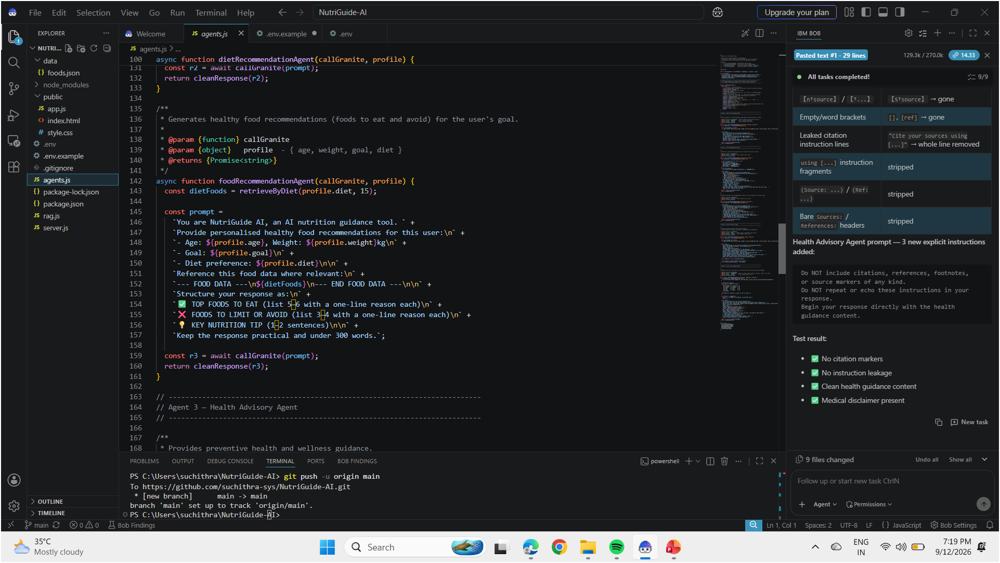 File Edit Selection View Go Run Terminal Help
NutriGuide-AI
Upgrade your plan
EXPLORER
NUTRI...
data
foods.json
node_modules
public
app.js
index.html
style.css
.env
.env.example
.gitignore
agents.js
package-lock.json
package.json
rag.js
server.js
OUTLINE
TIMELINE
Welcome
JS agents.js
.env.example
.env
JS agents.js > ...
100 async function dietRecommendationAgent(callGranite, profile) {
131 const r2 = await callGranite(prompt);
132 return cleanResponse(r2);
133 }
134
135 /**
136 * Generates healthy food recommendations (foods to eat and avoid) for the user's goal.
137 *
138 * @param {function} callGranite
139 * @param {object} profile - { age, weight, goal, diet }
140 * @returns {Promise<string>}
141 */
142 async function foodRecommendationAgent(callGranite, profile) {
143 const dietFoods = retrieveByDiet(profile.diet, 15);
144
145 const prompt =
146 `You are NutriGuide AI, an AI nutrition guidance tool. ` +
147 `Provide personalised healthy food recommendations for this user:\n` +
148 `- Age: ${profile.age}, Weight: ${profile.weight}kg\n` +
149 `- Goal: ${profile.goal}\n` +
150 `- Diet preference: ${profile.diet}\n\n` +
151 `Reference this food data where relevant:\n` +
152 `--- FOOD DATA ---\n${dietFoods}\n--- END FOOD DATA ---\n\n` +
153 `Structure your response as:\n` +
154 `✅ TOP FOODS TO EAT (list 5–6 with a one-line reason each)\n` +
155 `❌ FOODS TO LIMIT OR AVOID (list 3–4 with a one-line reason each)\n` +
156 `💡 KEY NUTRITION TIP (1–2 sentences)\n\n` +
157 `Keep the response practical and under 300 words.`;
158
159 const r3 = await callGranite(prompt);
160 return cleanResponse(r3);
161 }
162
163 // ---------------------------------------------------------------------------
164 // Agent 3 — Health Advisory Agent
165 // ---------------------------------------------------------------------------
166
167 /**
168 * Provides preventive health and wellness guidance.
PROBLEMS OUTPUT DEBUG CONSOLE TERMINAL PORTS BOB FINDINGS
powershell
PS C:\Users\suchithra\NutriGuide-AI> git push -u origin main
To https://github.com/suchithra-sys/NutriGuide-AI.git
* [new branch] main -> main
branch 'main' set up to track 'origin/main'.
PS C:\Users\suchithra\NutriGuide-AI>
IBM BOB
Pasted text #1 - 29 lines 129.3k / 270.0k 14.33
All tasks completed! 9/9
【n†source】 / 【†...】 【5†source】 → gone
Empty/word brackets [], [ref] → gone
Leaked citation instruction lines "Cite your sources using [...]" → whole line removed
using [...] instruction fragments stripped
(Source: ...) / (Ref: ...) stripped
Bare Sources: / References: headers stripped
Health Advisory Agent prompt — 3 new explicit instructions added:
Do NOT include citations, references, footnotes,
or source markers of any kind.
Do NOT repeat or echo these instructions in your
response.
Begin your response directly with the health
guidance content.
Test result:
✅ No citation markers
✅ No instruction leakage
✅ Clean health guidance content
✅ Medical disclaimer present
New task
9 files changed Undo all Show all
Follow up or start new task CtrlN
Agent Permissions
main 0 0 Bob Findings
Ln 1, Col 1 Spaces: 2 UTF-8 LF { } JavaScript Bob Settings
35°C
Mostly cloudy
Search
ENG
IN
7:19 PM
9/12/2026